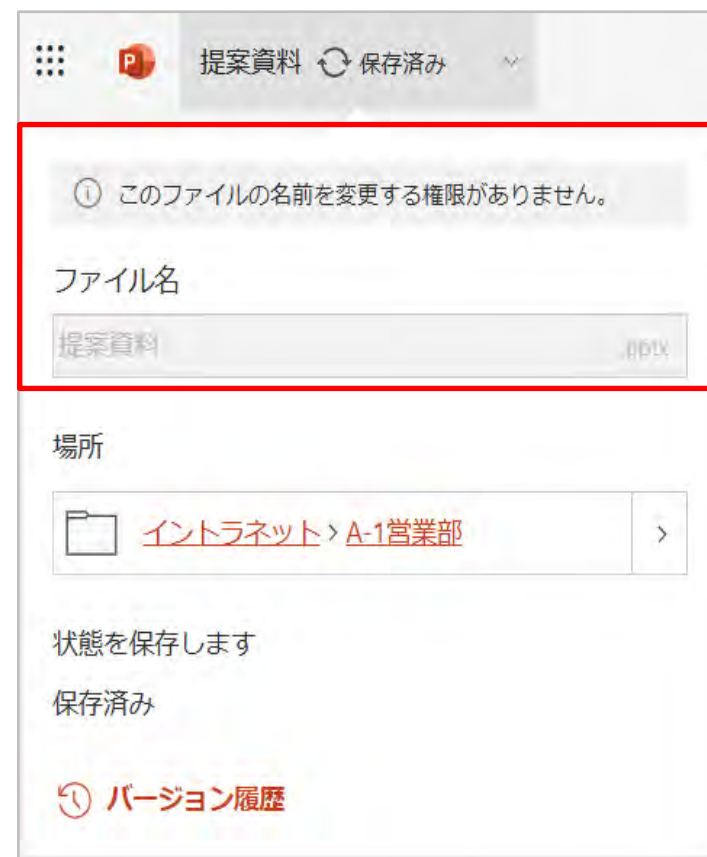 P 提案資料 保存済み
このファイルの名前を変更する権限がありません。
ファイル名
提案資料 .pptx
場所
イントラネット > A-1営業部 >
状態を保存します
保存済み
バージョン履歴